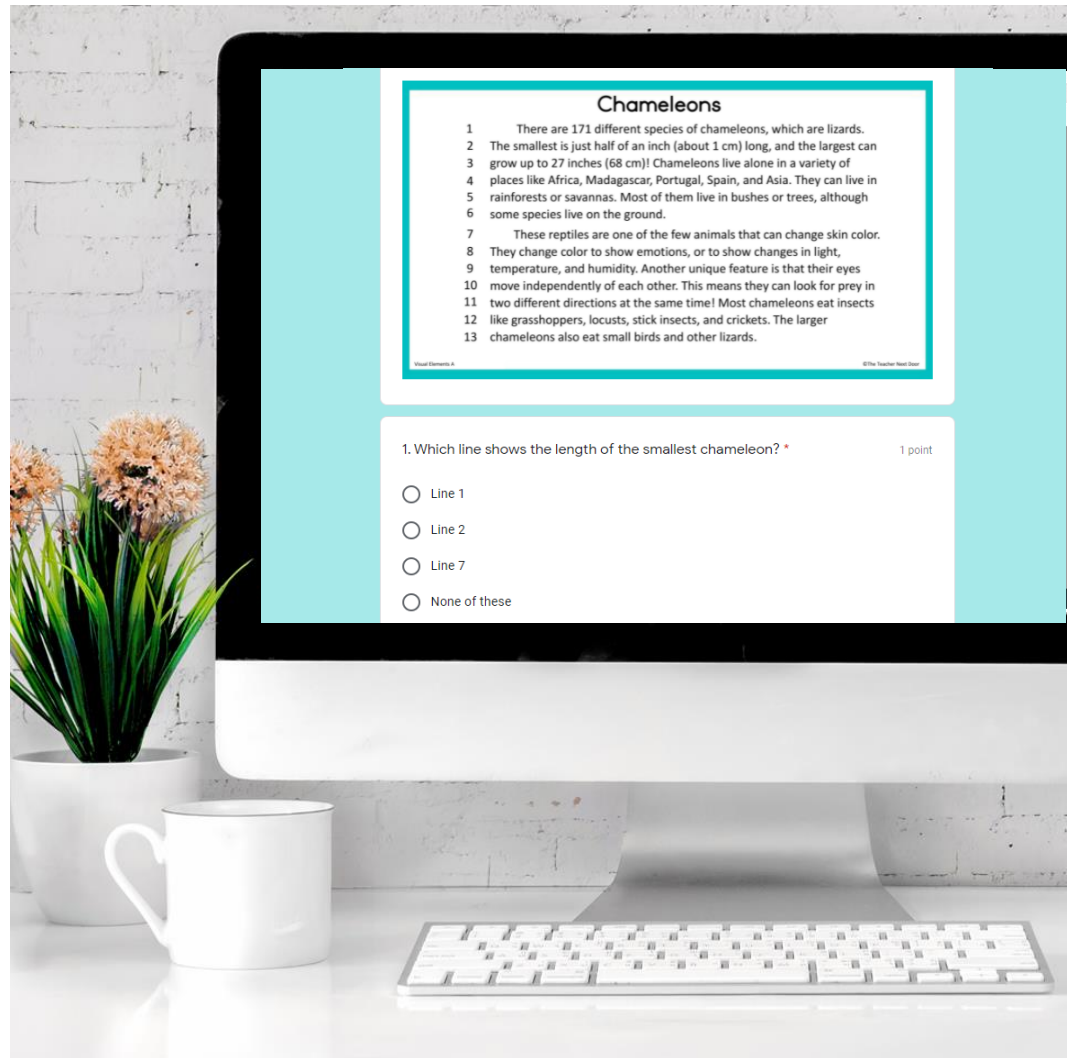 Chameleons
1 There are 171 different species of chameleons, which are lizards.
2 The smallest is just half of an inch (about 1 cm) long, and the largest can
3 grow up to 27 inches (68 cm)! Chameleons live alone in a variety of
4 places like Africa, Madagascar, Portugal, Spain, and Asia. They can live in
5 rainforests or savannas. Most of them live in bushes or trees, although
6 some species live on the ground.
7 These reptiles are one of the few animals that can change skin color.
8 They change color to show emotions, or to show changes in light,
9 temperature, and humidity. Another unique feature is that their eyes
10 move independently of each other. This means they can look for prey in
11 two different directions at the same time! Most chameleons eat insects
12 like grasshoppers, locusts, stick insects, and crickets. The larger
13 chameleons also eat small birds and other lizards.
Visual Elements A ©The Teacher Next Door
1. Which line shows the length of the smallest chameleon? * 1 point
Line 1
Line 2
Line 7
None of these